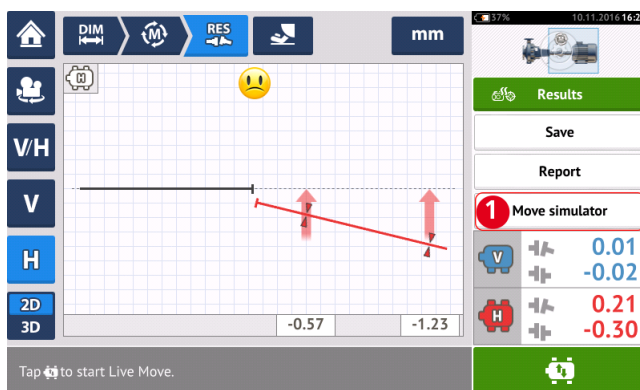 37% 10.11.2016 16:2
DIM M RES mm
H
Results
Save
V/H
Report
V
1 Move simulator
H
V 0.01
-0.02
2D
3D
H 0.21
-0.30
-0.57 -1.23
Tap to start Live Move.